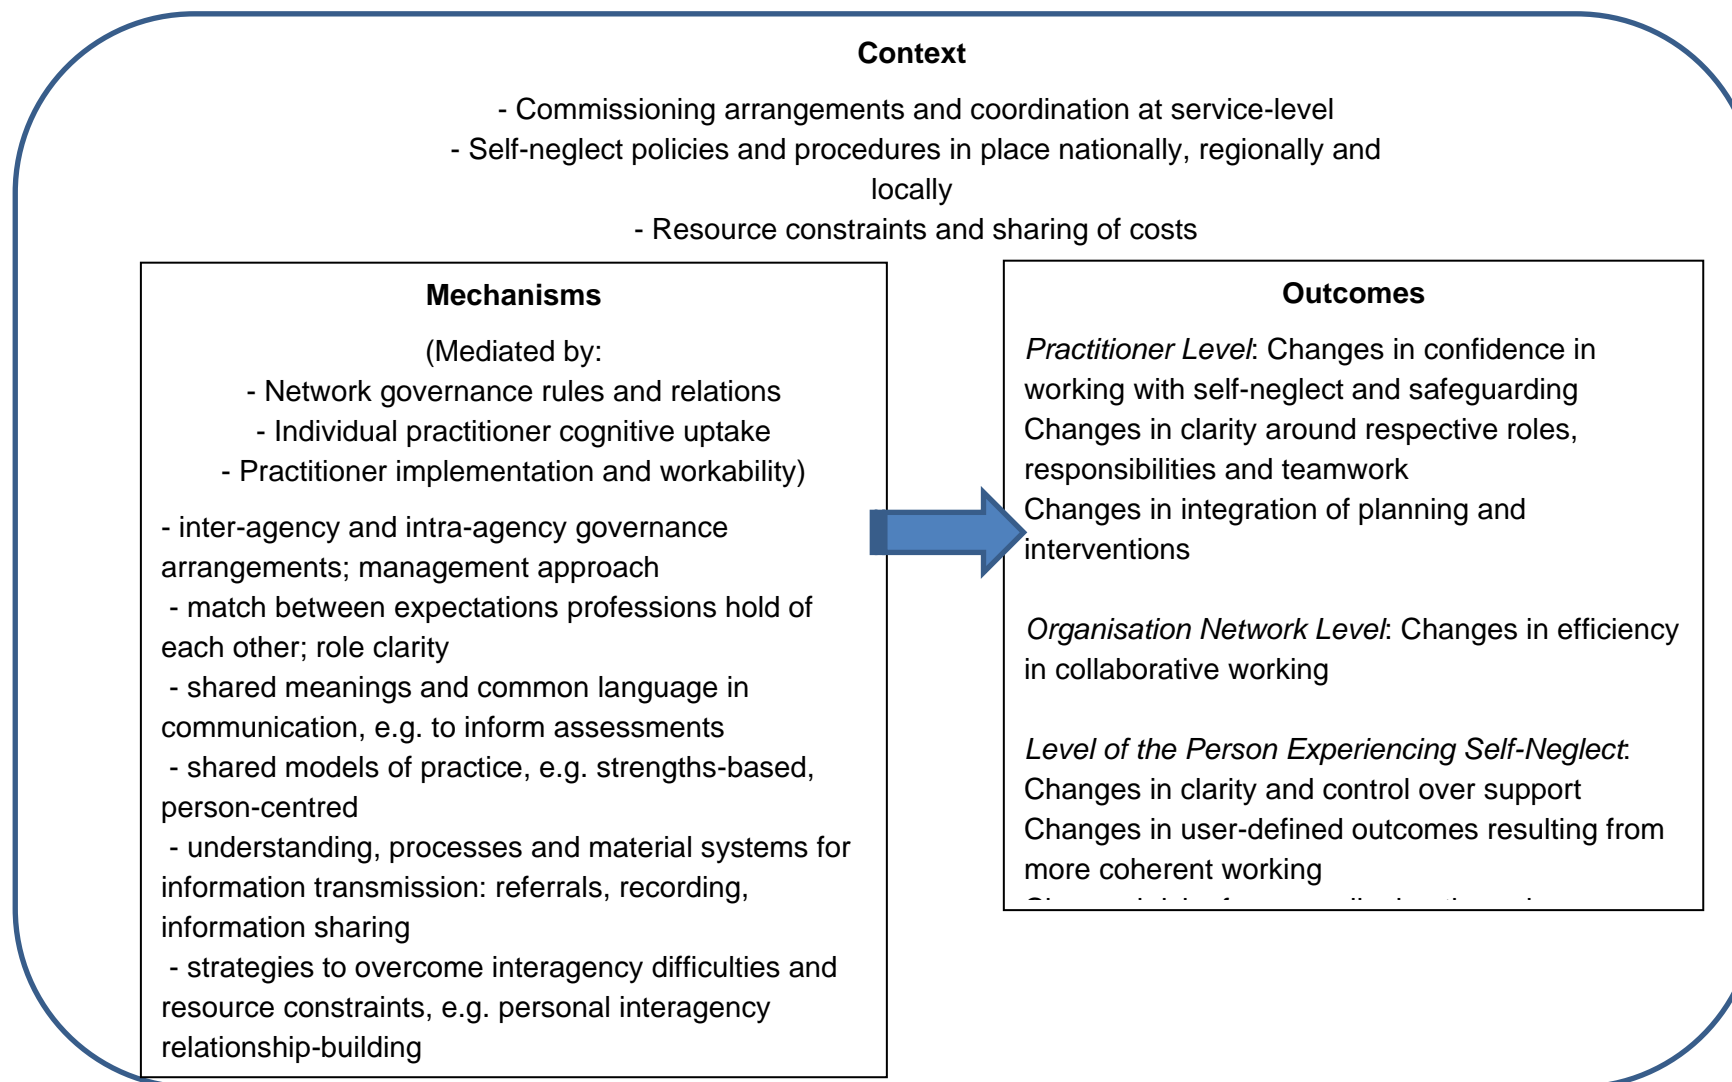 Context
- Commissioning arrangements and coordination at service-level
- Self-neglect policies and procedures in place nationally, regionally and
locally
- Resource constraints and sharing of costs
Mechanisms
(Mediated by:
- Network governance rules and relations
- Individual practitioner cognitive uptake
- Practitioner implementation and workability)
- inter-agency and intra-agency governance
arrangements; management approach
- match between expectations professions hold of
each other; role clarity
- shared meanings and common language in
communication, e.g. to inform assessments
- shared models of practice, e.g. strengths-based,
person-centred
- understanding, processes and material systems for
information transmission: referrals, recording,
information sharing
- strategies to overcome interagency difficulties and
resource constraints, e.g. personal interagency
relationship-building
Outcomes
Practitioner Level: Changes in confidence in
working with self-neglect and safeguarding
Changes in clarity around respective roles,
responsibilities and teamwork
Changes in integration of planning and
interventions
Organisation Network Level: Changes in efficiency
in collaborative working
Level of the Person Experiencing Self-Neglect:
Changes in clarity and control over support
Changes in user-defined outcomes resulting from
more coherent working